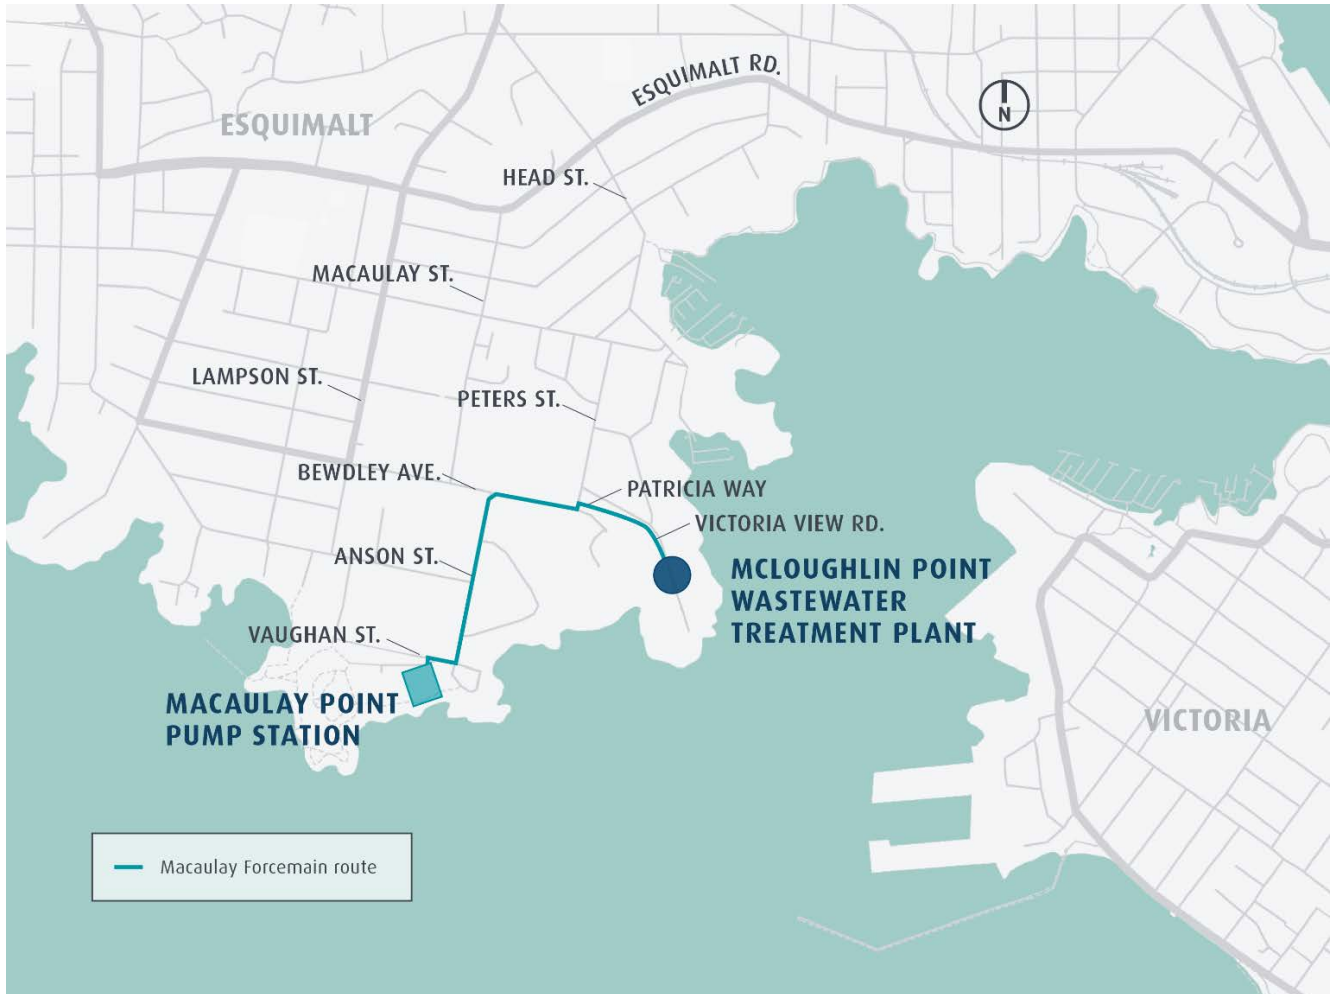 ESQUIMALT RD.
N
ESQUIMALT
HEAD ST.
MACAULAY ST.
LAMPSON ST.
PETERS ST.
BEWDLEY AVE.
PATRICIA WAY
VICTORIA VIEW RD.
ANSON ST.
MCLOUGHLIN POINT
WASTEWATER
TREATMENT PLANT
VAUGHAN ST.
MACAULAY POINT
PUMP STATION
VICTORIA
Macaulay Forcemain route